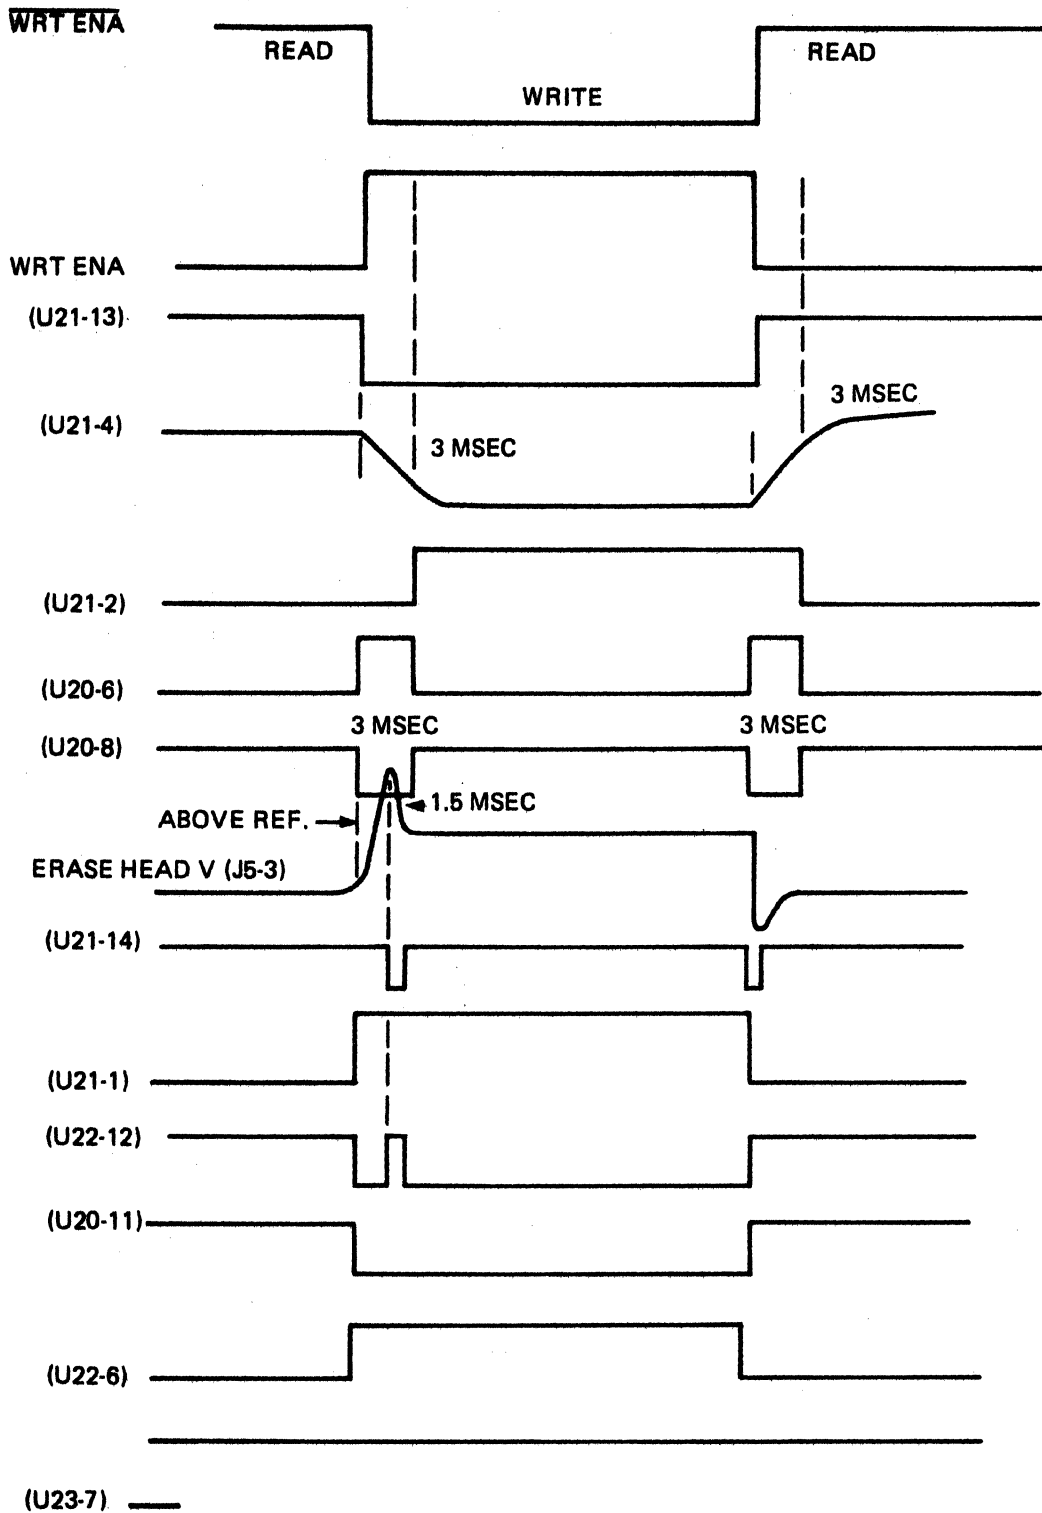 WRT ENA
READ
READ
WRITE
WRT ENA
(U21-13)
3 MSEC
(U21-4)
3 MSEC
(U21-2)
(U20-6)
3 MSEC
3 MSEC
(U20-8)
1.5 MSEC
ABOVE REF.
ERASE HEAD V (J5-3)
(U21-14)
(U21-1)
(U22-12)
(U20-11)
(U22-6)
(U23-7)